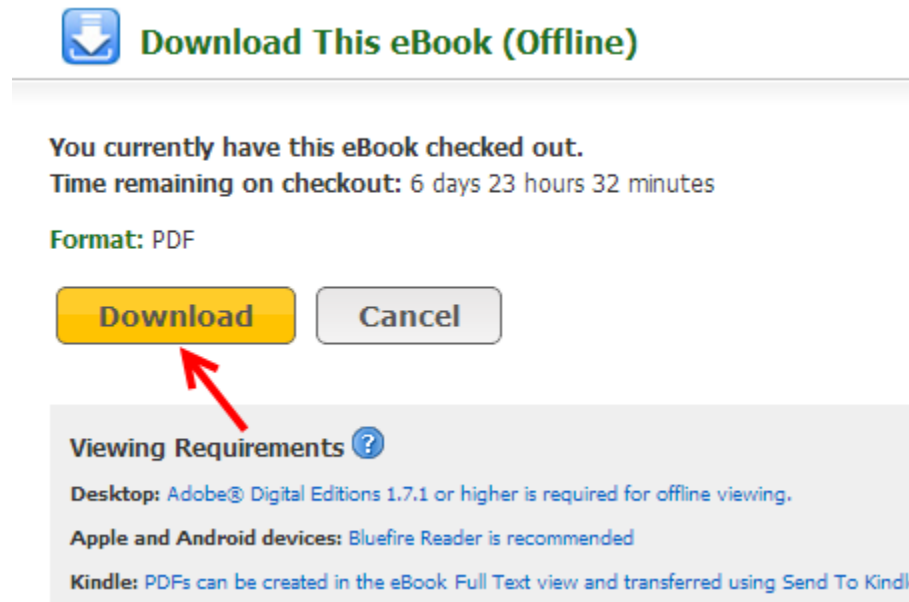 Download This eBook (Offline)
You currently have this eBook checked out.
Time remaining on checkout: 6 days 23 hours 32 minutes
Format: PDF
Download Cancel
Viewing Requirements ?
Desktop: Adobe® Digital Editions 1.7.1 or higher is required for offline viewing.
Apple and Android devices: Bluefire Reader is recommended
Kindle: PDFs can be created in the eBook Full Text view and transferred using Send To